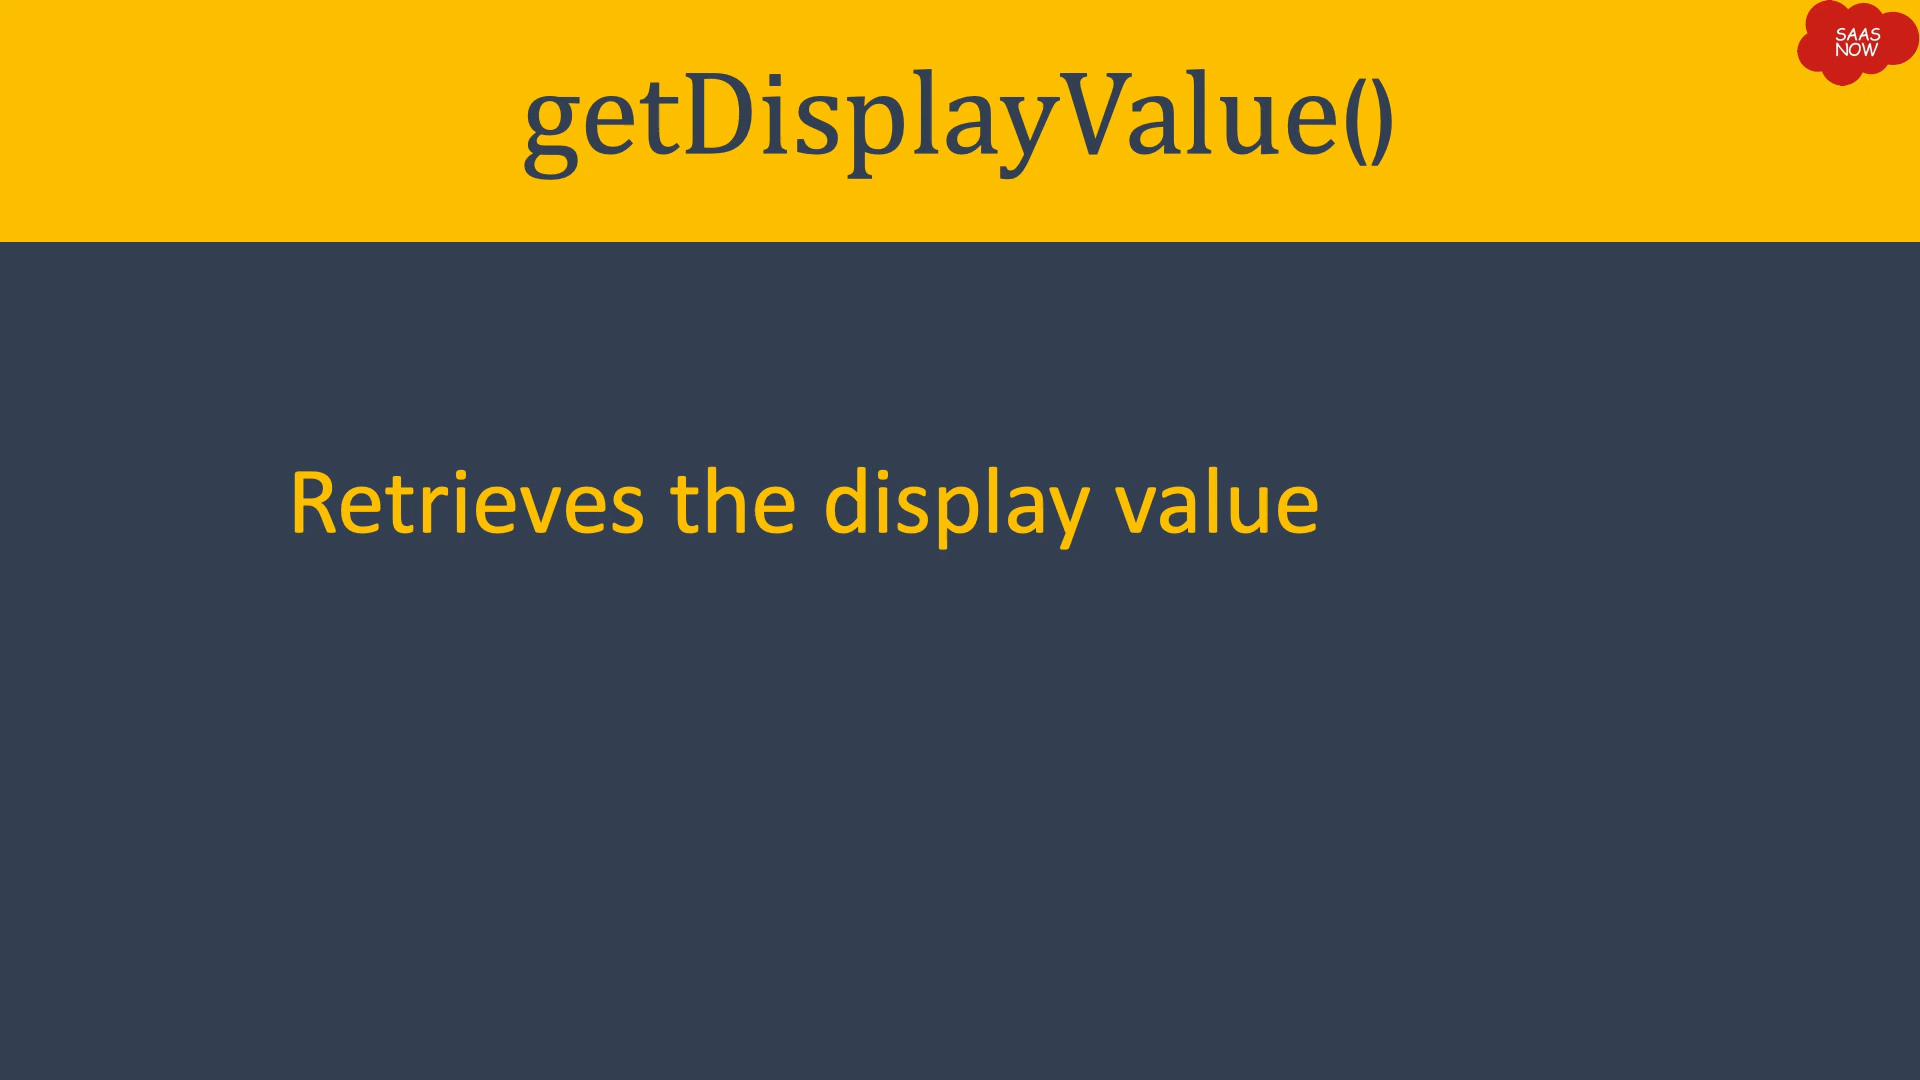 getDisplayValue()
SAAS
NOW
Retrieves the display value